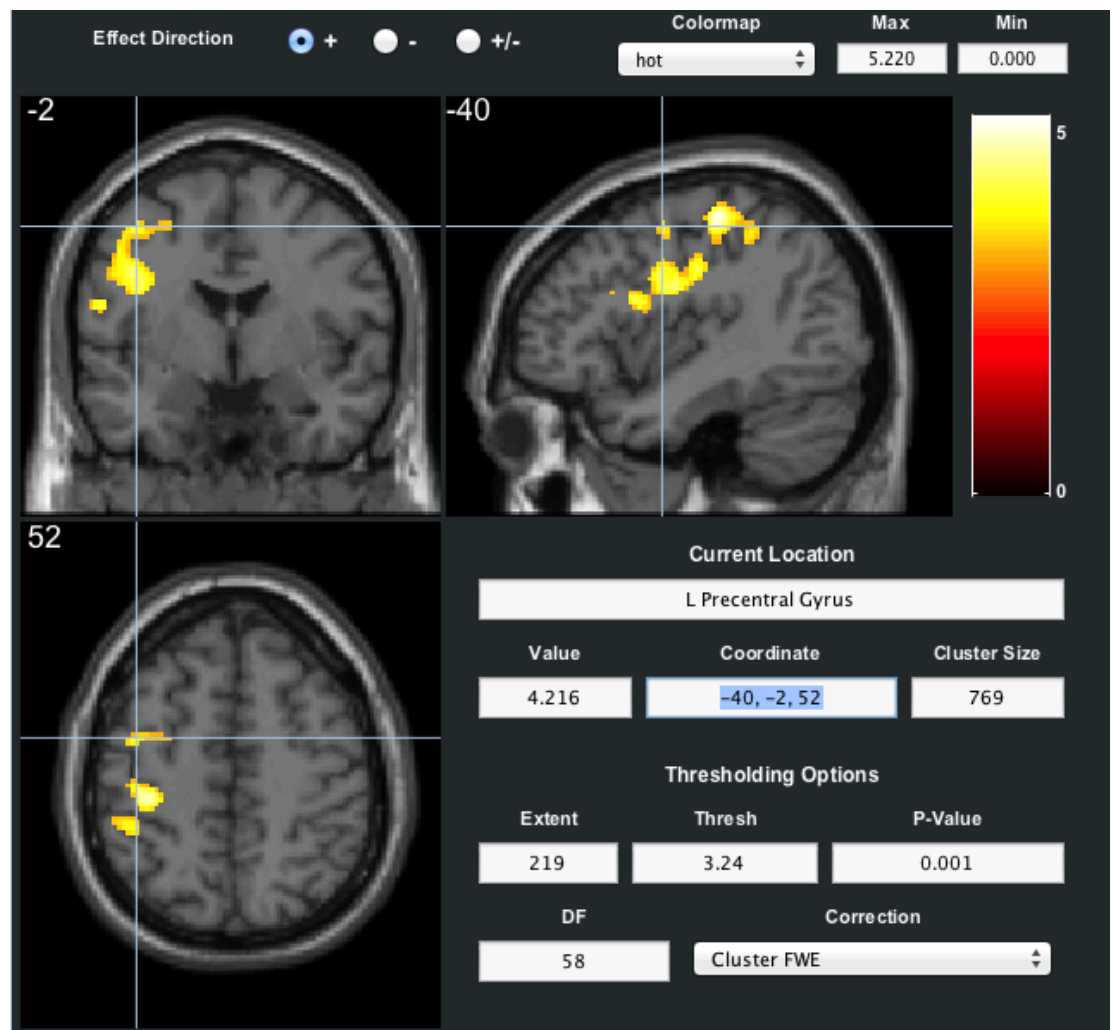 Effect Direction + - +/-
Colormap Max Min
hot 5.220 0.000
-2 -40
5
0
52
Current Location
L Precentral Gyrus
Value Coordinate Cluster Size
4.216 -40, -2, 52 769
Thresholding Options
Extent Thresh P-Value
219 3.24 0.001
DF Correction
58 Cluster FWE